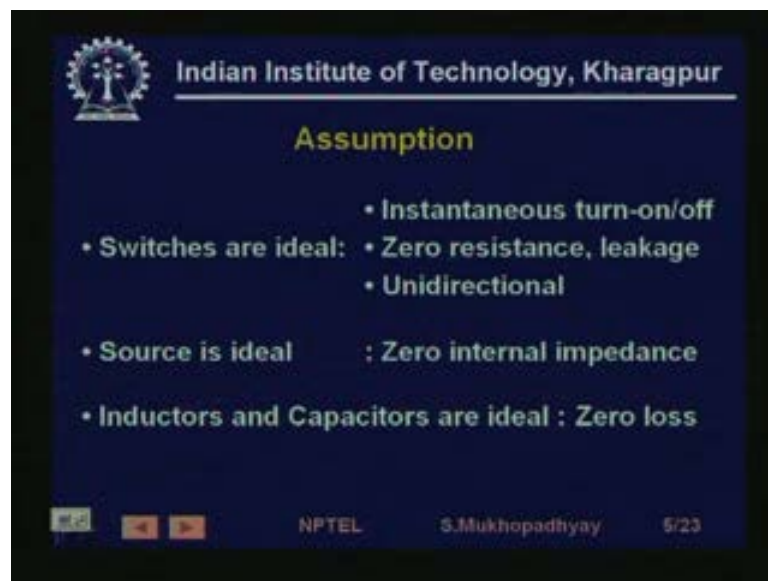 Indian Institute of Technology, Kharagpur
Assumption
• Instantaneous turn-on/off
• Switches are ideal: • Zero resistance, leakage
• Unidirectional
• Source is ideal : Zero internal impedance
• Inductors and Capacitors are ideal : Zero loss
NPTEL S.Mukhopadhyay 5/23